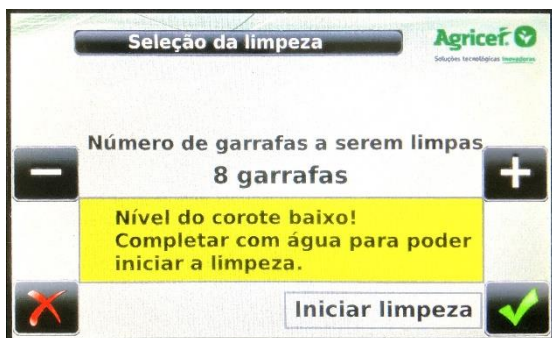 Seleção da limpeza
Agricef.
Soluções tecnológicas inovadoras
Número de garrafas a serem limpas
8 garrafas
Nível do corote baixo!
Completar com água para poder
iniciar a limpeza.
Iniciar limpeza